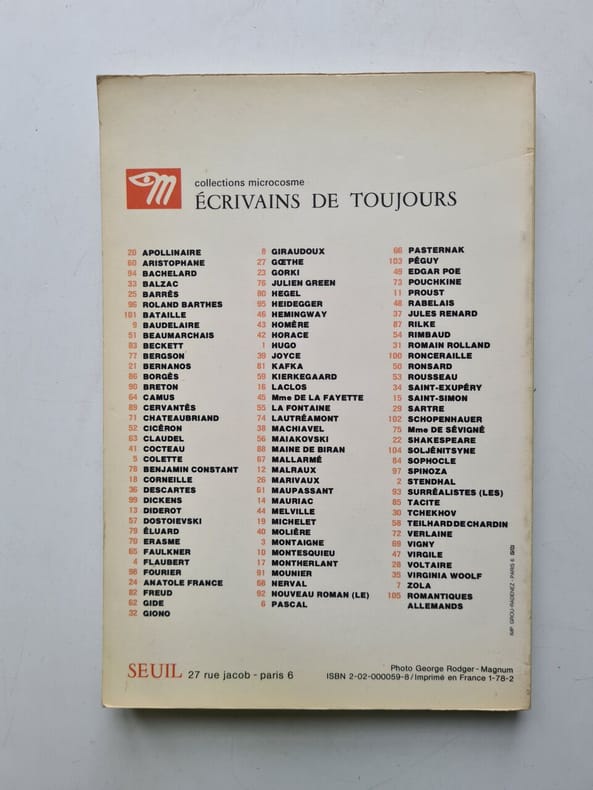 collections microcosme
ÉCRIVAINS DE TOUJOURS
20 APOLLINAIRE
60 ARISTOPHANE
94 BACHELARD
33 BALZAC
25 BARRÈS
96 ROLAND BARTHES
101 BATAILLE
9 BAUDELAIRE
51 BEAUMARCHAIS
83 BECKETT
77 BERGSON
21 BERNANOS
86 BORGÈS
90 BRETON
64 CAMUS
89 CERVANTÈS
71 CHATEAUBRIAND
52 CICÉRON
63 CLAUDEL
41 COCTEAU
5 COLETTE
78 BENJAMIN CONSTANT
18 CORNEILLE
36 DESCARTES
99 DICKENS
13 DIDEROT
57 DOSTOIEVSKI
79 ÉLUARD
70 ERASME
65 FAULKNER
4 FLAUBERT
98 FOURIER
24 ANATOLE FRANCE
82 FREUD
62 GIDE
32 GIONO
8 GIRAUDOUX
27 GŒTHE
23 GORKI
76 JULIEN GREEN
80 HEGEL
95 HEIDEGGER
46 HEMINGWAY
43 HOMÈRE
42 HORACE
1 HUGO
39 JOYCE
81 KAFKA
59 KIERKEGAARD
16 LACLOS
45 Mme DE LA FAYETTE
55 LA FONTAINE
74 LAUTRÉAMONT
38 MACHIAVEL
56 MAIAKOVSKI
88 MAINE DE BIRAN
67 MALLARMÉ
12 MALRAUX
26 MARIVAUX
61 MAUPASSANT
14 MAURIAC
44 MELVILLE
19 MICHELET
40 MOLIÈRE
3 MONTAIGNE
10 MONTESQUIEU
17 MONTHERLANT
91 MOUNIER
68 NERVAL
92 NOUVEAU ROMAN (LE)
6 PASCAL
66 PASTERNAK
103 PÉGUY
49 EDGAR POE
73 POUCHKINE
11 PROUST
48 RABELAIS
37 JULES RENARD
87 RILKE
54 RIMBAUD
31 ROMAIN ROLLAND
100 RONCERAILLE
50 RONSARD
53 ROUSSEAU
34 SAINT-EXUPÉRY
15 SAINT-SIMON
29 SARTRE
102 SCHOPENHAUER
75 Mme DE SÉVIGNÉ
22 SHAKESPEARE
104 SOLJÉNITSYNE
84 SOPHOCLE
97 SPINOZA
2 STENDHAL
93 SURRÉALISTES (LES)
85 TACITE
30 TCHEKHOV
58 TEILHARD DE CHARDIN
72 VERLAINE
69 VIGNY
47 VIRGILE
28 VOLTAIRE
35 VIRGINIA WOOLF
7 ZOLA
105 ROMANTIQUES
ALLEMANDS
IMP. GROU-RADENEZ - PARIS 6
SEUIL 27 rue jacob - paris 6
Photo George Rodger - Magnum
ISBN 2-02-000059-8 / Imprimé en France 1-78-2